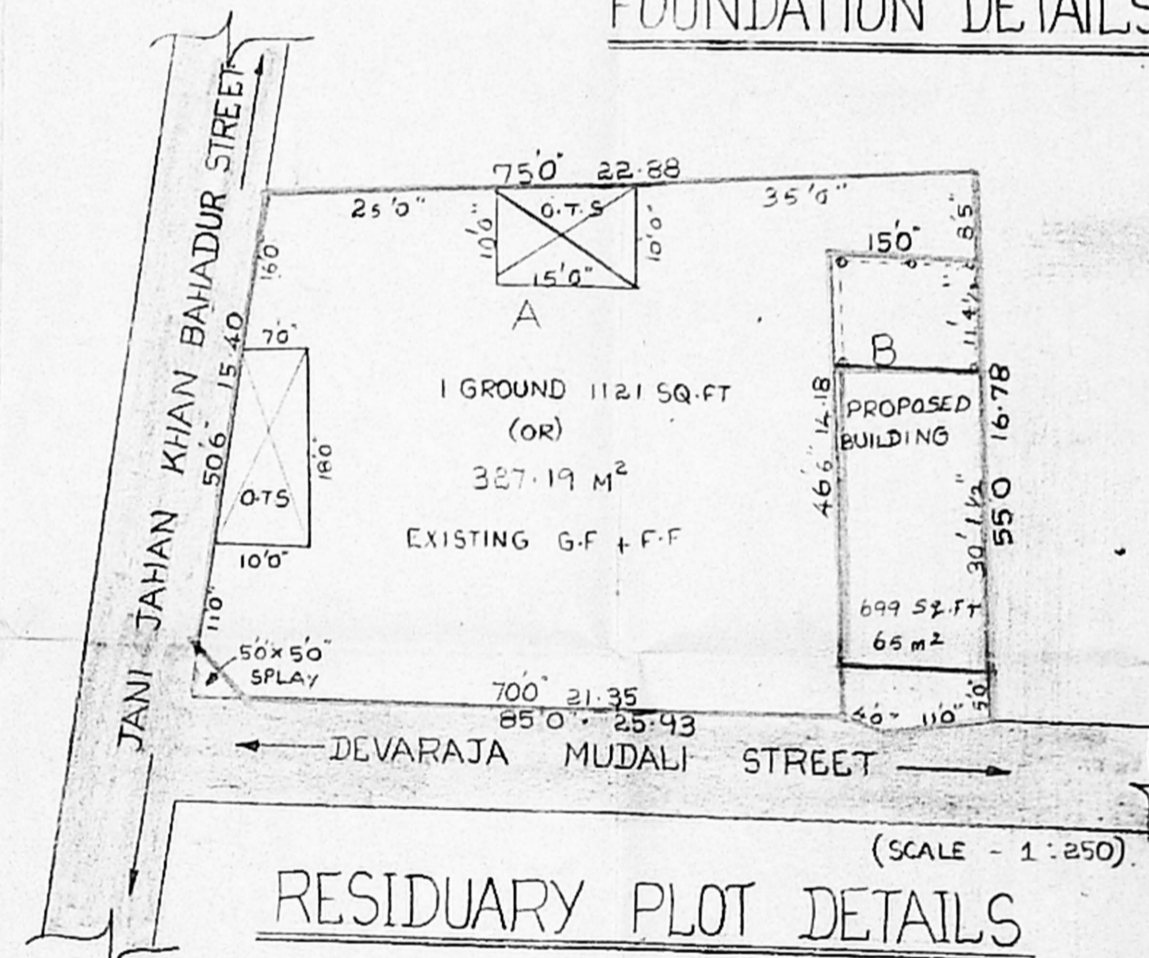 FOUNDATION DETAILS
75'0" 22.88
25'0"
O.T.S
10'0"
10'0"
15'0"
A
35'0"
8'5"
15'0"
11'4½"
B
16'0"
7'0"
50'6" 15.40
18'0"
O.T.S
10'0"
11'0"
JANI JAHAN KHAN BAHADUR STREET
1 GROUND 1121 SQ.FT
(OR)
327.19 M²
EXISTING G.F + F.F
46'6" 14.18
PROPOSED
BUILDING
30'1½"
55'0 16.78
699 Sq.Ft
65 m²
5'0"
5'0"x5'0"
SPLAY
70'0" 21.35
85'0" 25.93
4'0"
11'0"
DEVARAJA MUDALI STREET
(SCALE - 1:250).
RESIDUARY PLOT DETAILS